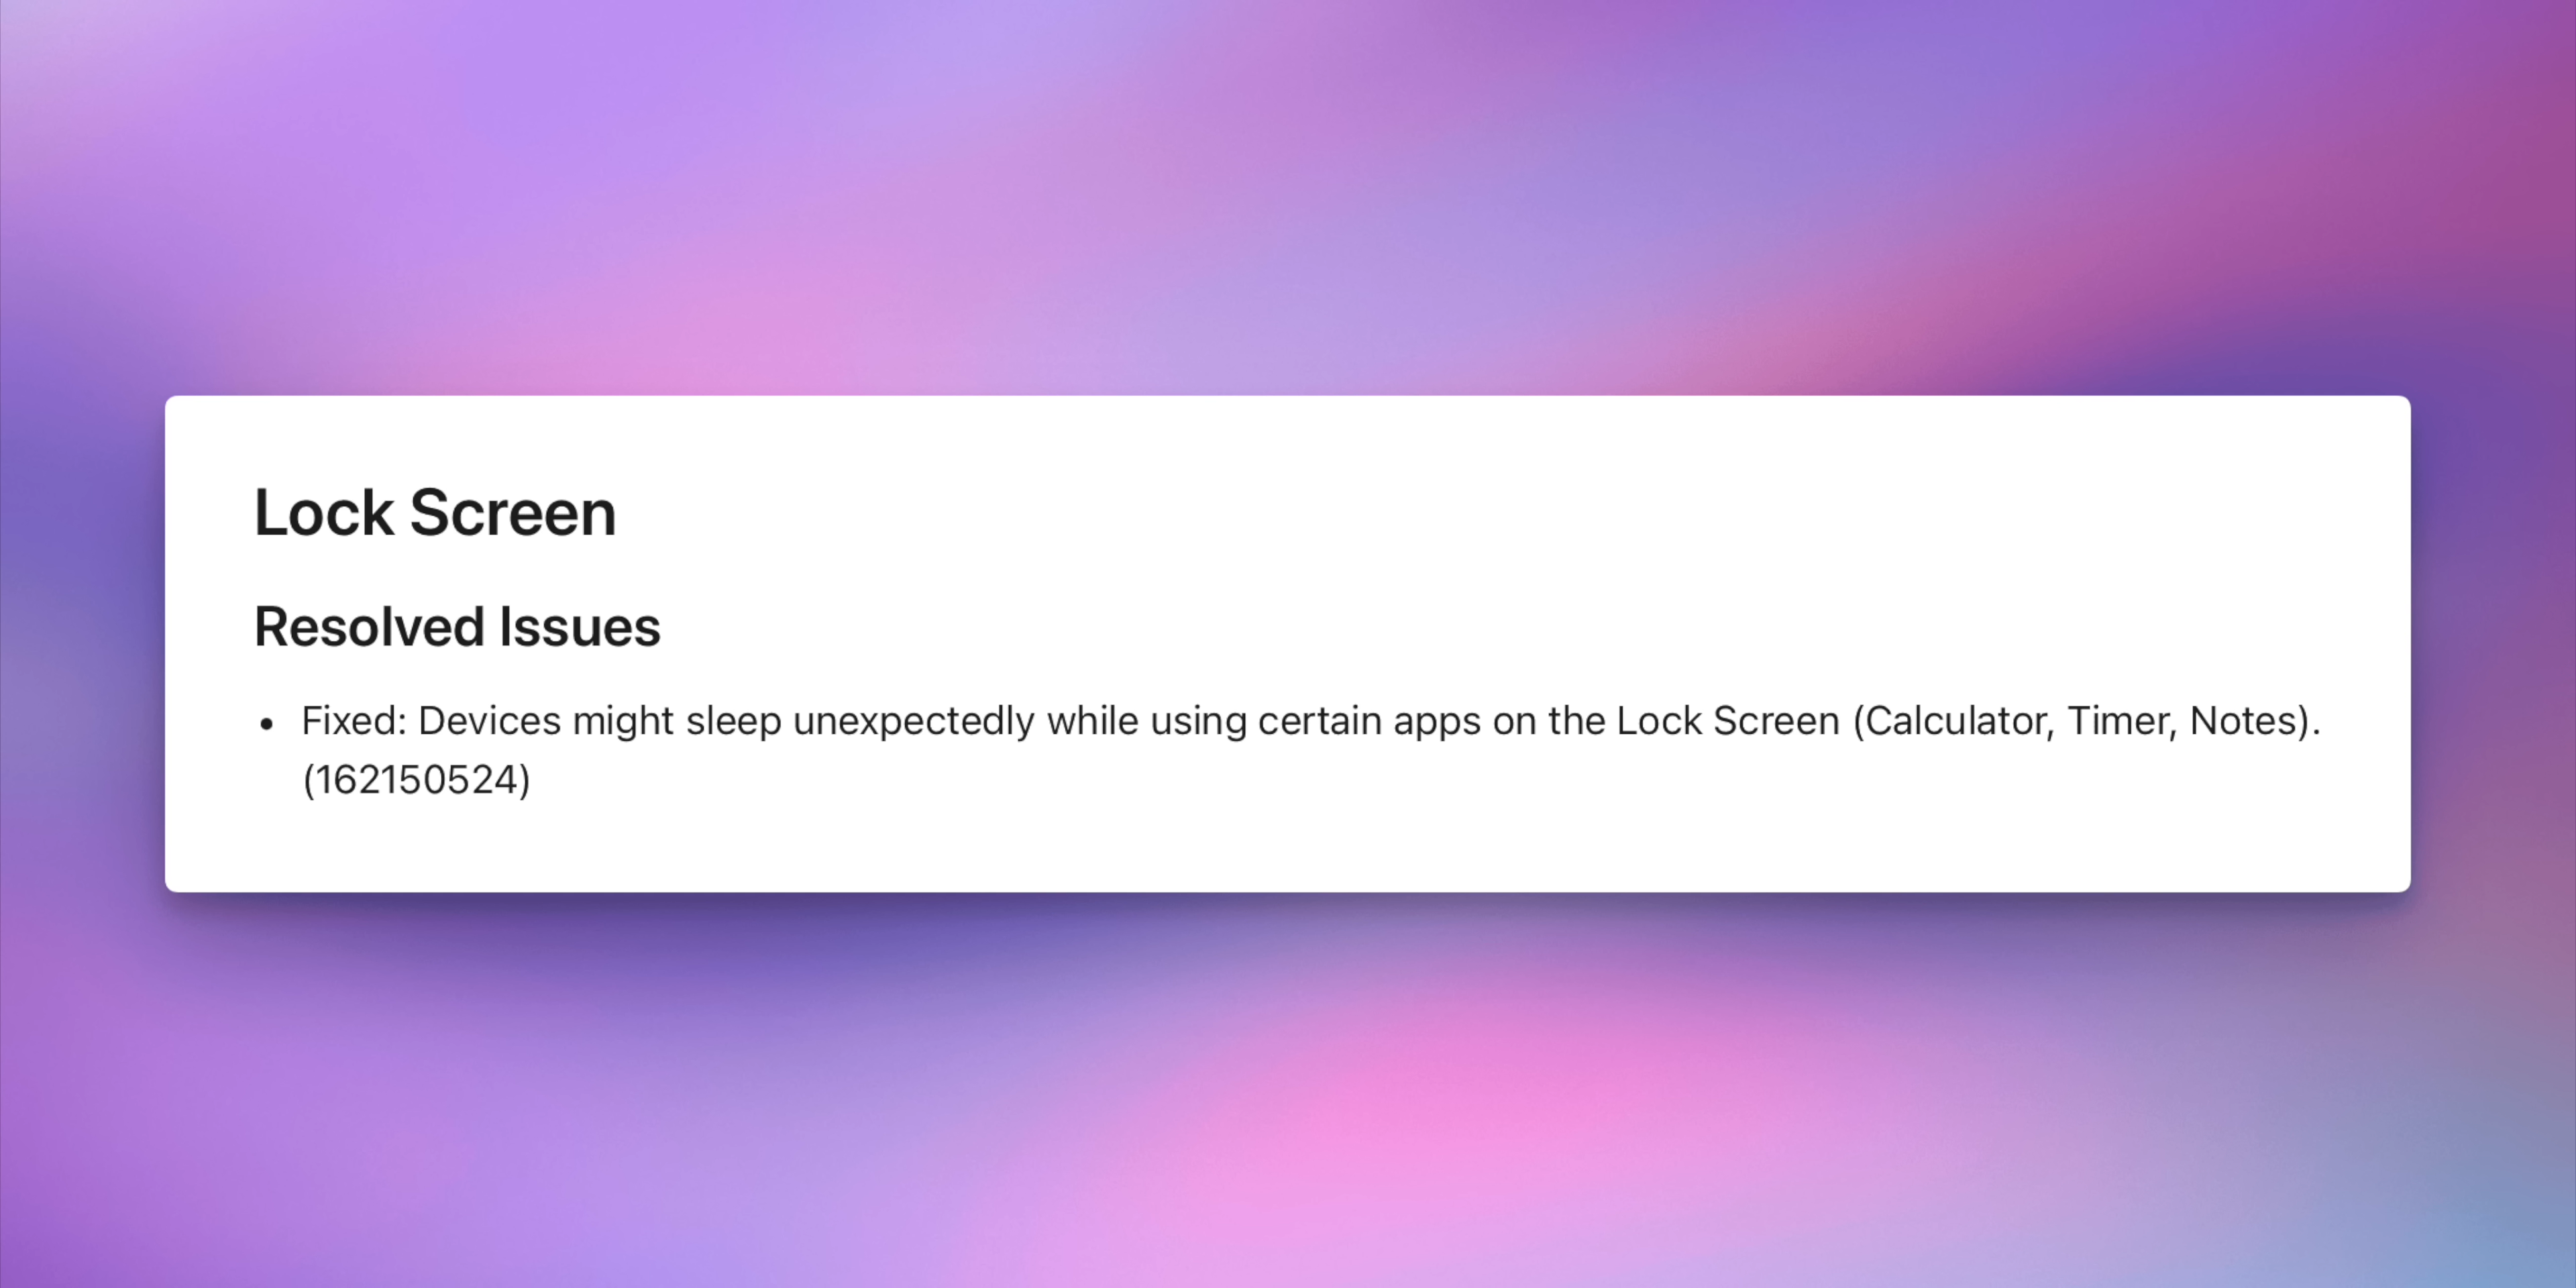 Lock Screen
Resolved Issues
• Fixed: Devices might sleep unexpectedly while using certain apps on the Lock Screen (Calculator, Timer, Notes).
(162150524)